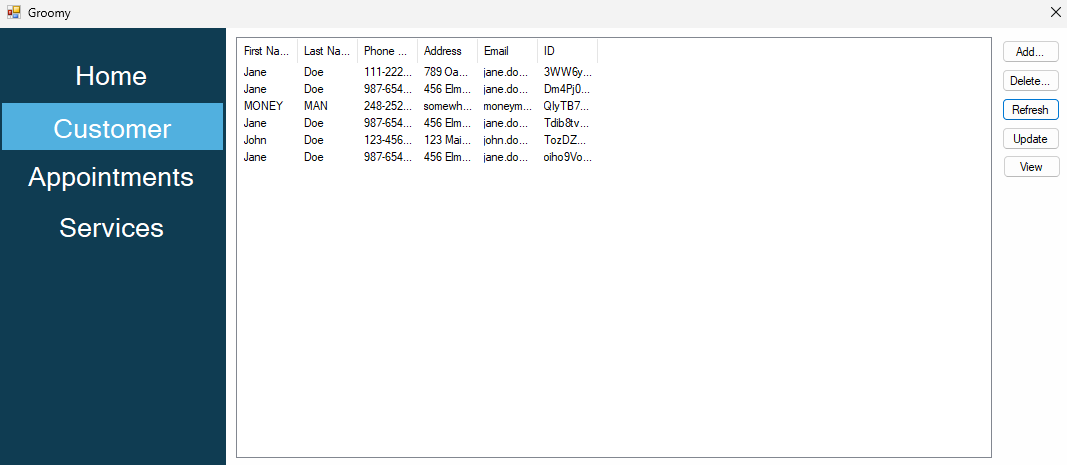 Groomy
Home
Customer
Appointments
Services
First Na... Last Na... Phone ... Address Email ID
Jane Doe 111-222... 789 Oa... jane.do... 3WW6y...
Jane Doe 987-654... 456 Elm... jane.do... Dm4Pj0...
MONEY MAN 248-252... somewh... moneym...
Jane Doe 987-654... 456 Elm... jane.do... Tdib8tv...
John Doe 123-456... 123 Mai... john.do... TozDZ...
Jane Doe 987-654... 456 Elm... jane.do... oiho9Vo...
Add...
Delete...
Refresh
Update
View